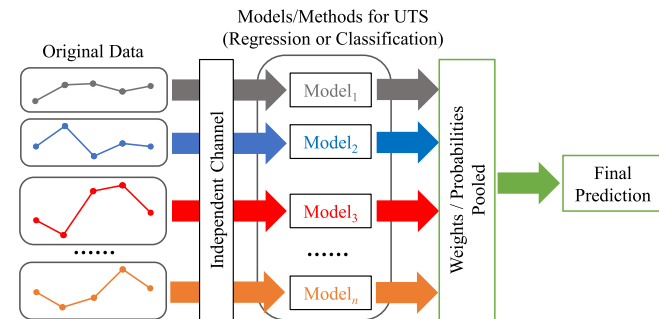 Models/Methods for UTS
(Regression or Classification)
Original Data
Independent Channel
Model1
Model2
Model3
......
......
Modeln
Weights / Probabilities
Pooled
Final
Prediction